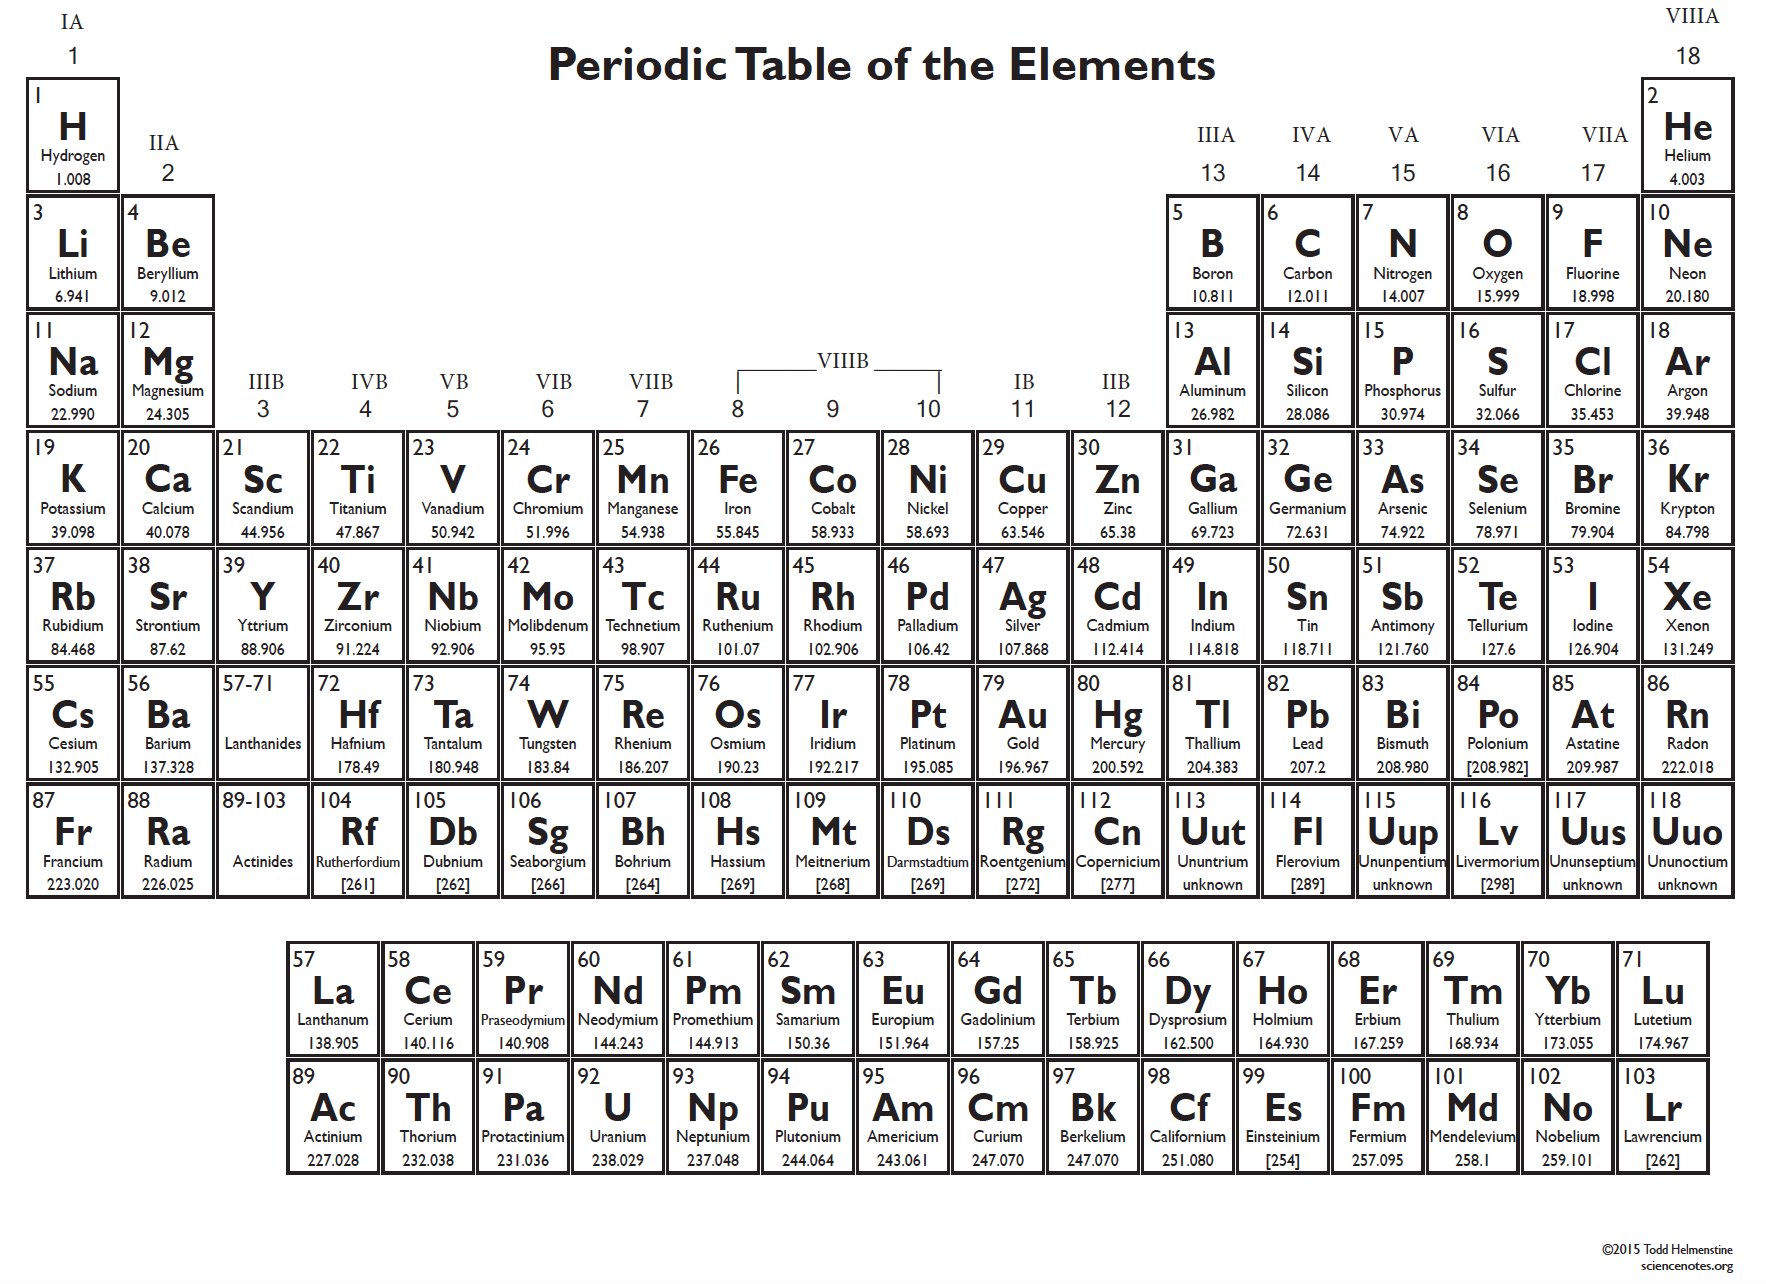 IA
VIIIA
1
Periodic Table of the Elements
18
1 2
H He
IIA IIIA IVA VA VIA VIIA
Hydrogen Helium
2 13 14 15 16 17
1.008 4.003
3 4 5 6 7 8 9 10
Li Be B C N O F Ne
Lithium Beryllium Boron Carbon Nitrogen Oxygen Fluorine Neon
6.941 9.012 10.811 12.011 14.007 15.999 18.998 20.180
11 12 13 14 15 16 17 18
Na Mg Al Si P S Cl Ar
VIIIB
IIIB IVB VB VIB VIIB IB IIB
Sodium Magnesium Aluminum Silicon Phosphorus Sulfur Chlorine Argon
3 4 5 6 7 8 9 10 11 12
22.990 24.305 26.982 28.086 30.974 32.066 35.453 39.948
19 20 21 22 23 24 25 26 27 28 29 30 31 32 33 34 35 36
K Ca Sc Ti V Cr Mn Fe Co Ni Cu Zn Ga Ge As Se Br Kr
Potassium Calcium Scandium Titanium Vanadium Chromium Manganese Iron Cobalt Nickel Copper Zinc Gallium Germanium Arsenic Selenium Bromine Krypton
39.098 40.078 44.956 47.867 50.942 51.996 54.938 55.845 58.933 58.693 63.546 65.38 69.723 72.631 74.922 78.971 79.904 84.798
37 38 39 40 41 42 43 44 45 46 47 48 49 50 51 52 53 54
Rb Sr Y Zr Nb Mo Tc Ru Rh Pd Ag Cd In Sn Sb Te I Xe
Rubidium Strontium Yttrium Zirconium Niobium Molibdenum Technetium Ruthenium Rhodium Palladium Silver Cadmium Indium Tin Antimony Tellurium Iodine Xenon
84.468 87.62 88.906 91.224 92.906 95.95 98.907 101.07 102.906 106.42 107.868 112.414 114.818 118.711 121.760 127.6 126.904 131.249
55 56 57-71 72 73 74 75 76 77 78 79 80 81 82 83 84 85 86
Cs Ba Hf Ta W Re Os Ir Pt Au Hg Tl Pb Bi Po At Rn
Cesium Barium Lanthanides Hafnium Tantalum Tungsten Rhenium Osmium Iridium Platinum Gold Mercury Thallium Lead Bismuth Polonium Astatine Radon
132.905 137.328 178.49 180.948 183.84 186.207 190.23 192.217 195.085 196.967 200.592 204.383 207.2 208.980 [208.982] 209.987 222.018
87 88 89-103 104 105 106 107 108 109 110 111 112 113 114 115 116 117 118
Fr Ra Rf Db Sg Bh Hs Mt Ds Rg Cn Uut Fl Uup Lv Uus Uuo
Francium Radium Actinides Rutherfordium Dubnium Seaborgium Bohrium Hassium Meitnerium Darmstadtium Roentgenium Copernicium Ununtrium Flerovium Ununpentium Livermorium Ununseptium Ununoctium
223.020 226.025 [261] [262] [266] [264] [269] [268] [269] [272] [277] unknown [289] unknown [298] unknown unknown
57 58 59 60 61 62 63 64 65 66 67 68 69 70 71
La Ce Pr Nd Pm Sm Eu Gd Tb Dy Ho Er Tm Yb Lu
Lanthanum Cerium Praseodymium Neodymium Promethium Samarium Europium Gadolinium Terbium Dysprosium Holmium Erbium Thulium Ytterbium Lutetium
138.905 140.116 140.908 144.243 144.913 150.36 151.964 157.25 158.925 162.500 164.930 167.259 168.934 173.055 174.967
89 90 91 92 93 94 95 96 97 98 99 100 101 102 103
Ac Th Pa U Np Pu Am Cm Bk Cf Es Fm Md No Lr
Actinium Thorium Protactinium Uranium Neptunium Plutonium Americium Curium Berkelium Californium Einsteinium Fermium Mendelevium Nobelium Lawrencium
227.028 232.038 231.036 238.029 237.048 244.064 243.061 247.070 247.070 251.080 [254] 257.095 258.1 259.101 [262]
©2015 Todd Helmenstine
sciencenotes.org